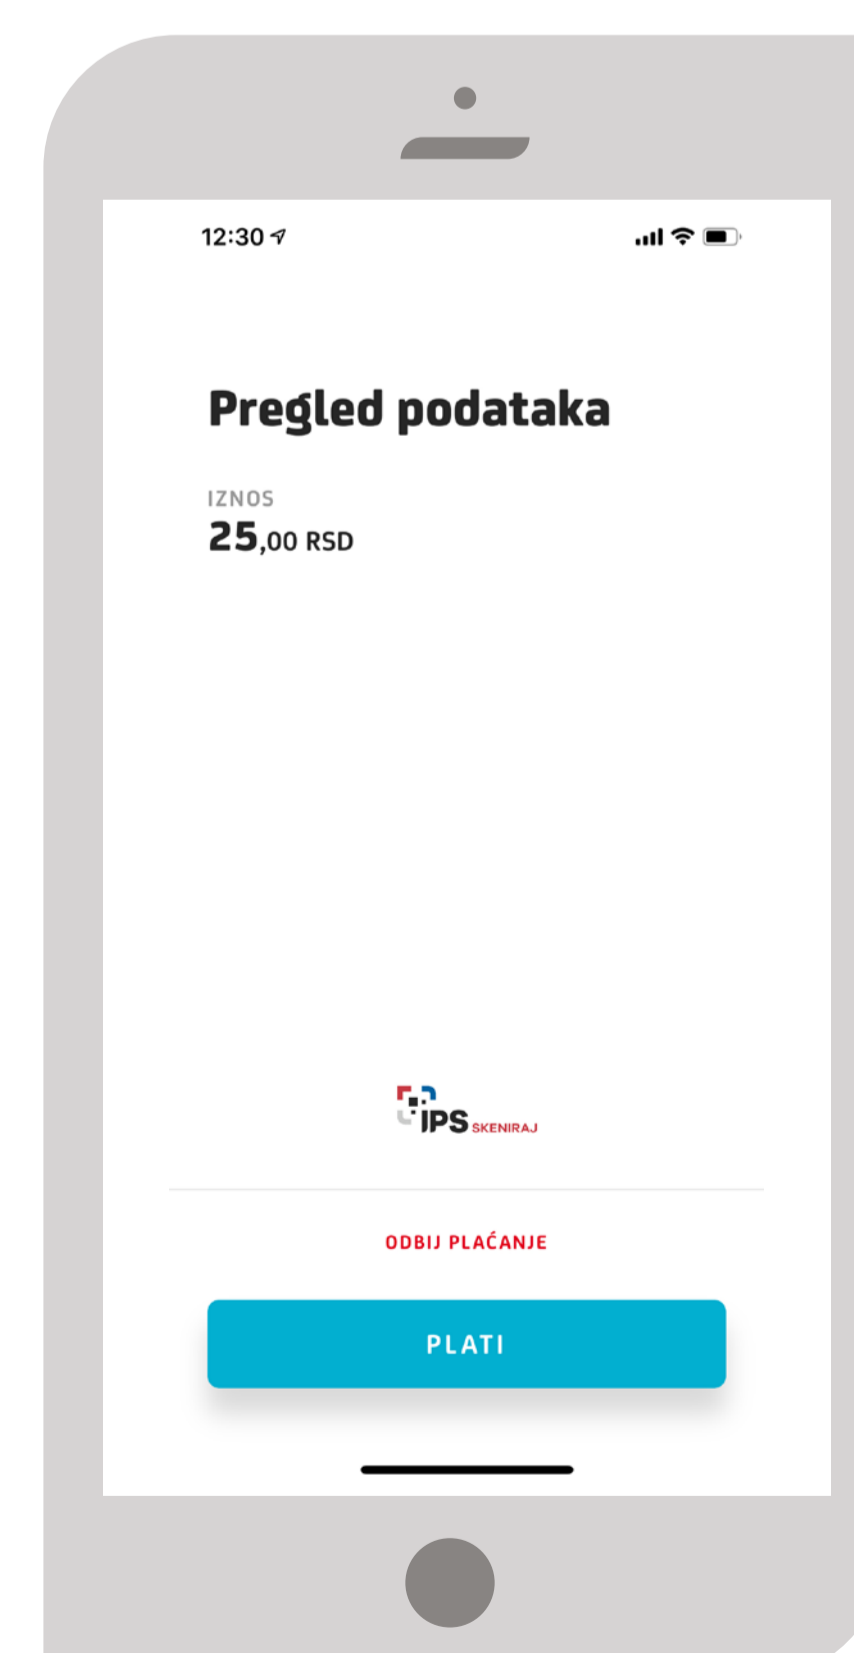 12:30
Pregled podataka
IZNOS
25,00 RSD
IPS SKENIRAJ
ODBIJ PLAĆANJE
PLATI